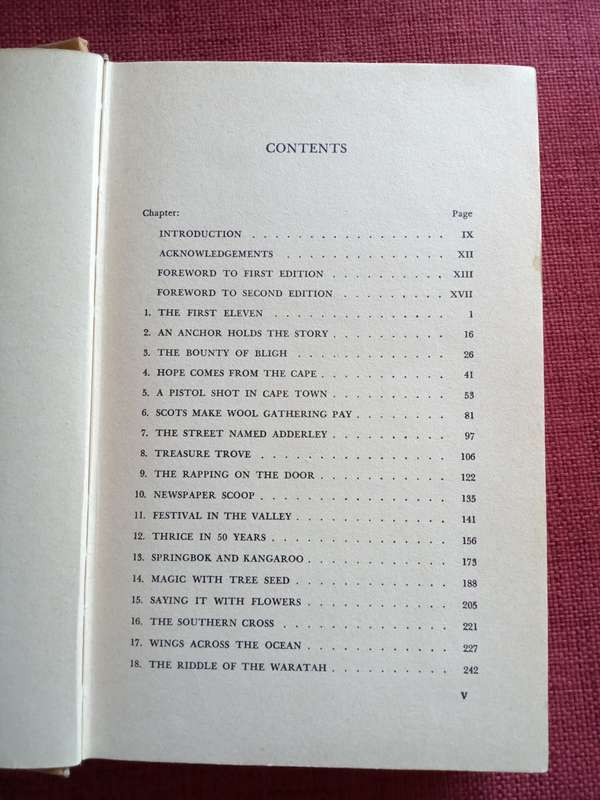 CONTENTS
Chapter: Page
INTRODUCTION . . . . . . . . . . . . . . . . . IX
ACKNOWLEDGEMENTS . . . . . . . . . . . . . . XII
FOREWORD TO FIRST EDITION . . . . . . . . . . XIII
FOREWORD TO SECOND EDITION . . . . . . . . . XVII
1. THE FIRST ELEVEN . . . . . . . . . . . . . . 1
2. AN ANCHOR HOLDS THE STORY . . . . . . . . . 16
3. THE BOUNTY OF BLIGH . . . . . . . . . . . . 26
4. HOPE COMES FROM THE CAPE . . . . . . . . . . 41
5. A PISTOL SHOT IN CAPE TOWN . . . . . . . . . 53
6. SCOTS MAKE WOOL GATHERING PAY . . . . . . . 81
7. THE STREET NAMED ADDERLEY . . . . . . . . . 97
8. TREASURE TROVE . . . . . . . . . . . . . . 106
9. THE RAPPING ON THE DOOR . . . . . . . . . . 122
10. NEWSPAPER SCOOP . . . . . . . . . . . . . . 135
11. FESTIVAL IN THE VALLEY . . . . . . . . . . . 141
12. THRICE IN 50 YEARS . . . . . . . . . . . . . 156
13. SPRINGBOK AND KANGAROO . . . . . . . . . . . 173
14. MAGIC WITH TREE SEED . . . . . . . . . . . . 188
15. SAYING IT WITH FLOWERS . . . . . . . . . . . 205
16. THE SOUTHERN CROSS . . . . . . . . . . . . 221
17. WINGS ACROSS THE OCEAN . . . . . . . . . . . 227
18. THE RIDDLE OF THE WARATAH . . . . . . . . . 242
V